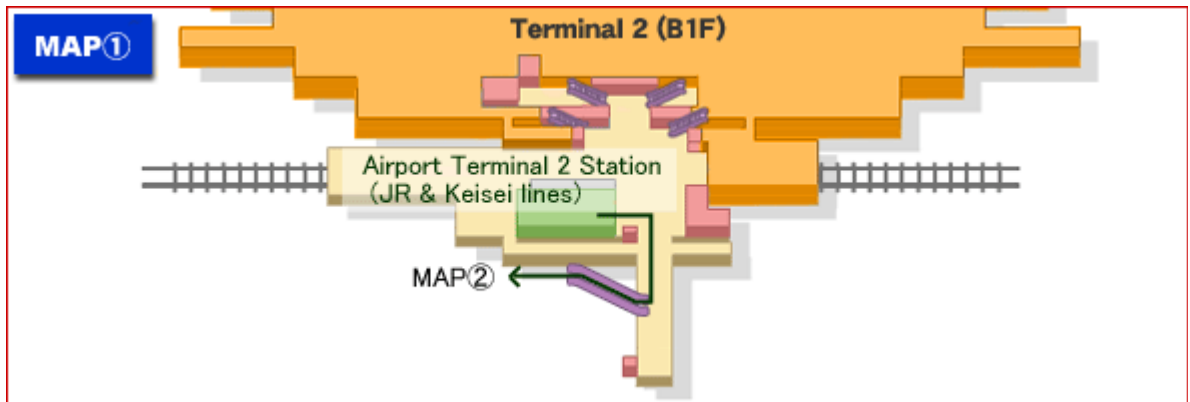 MAP①
Terminal 2 (B1F)
Airport Terminal 2 Station
(JR & Keisei lines)
MAP②